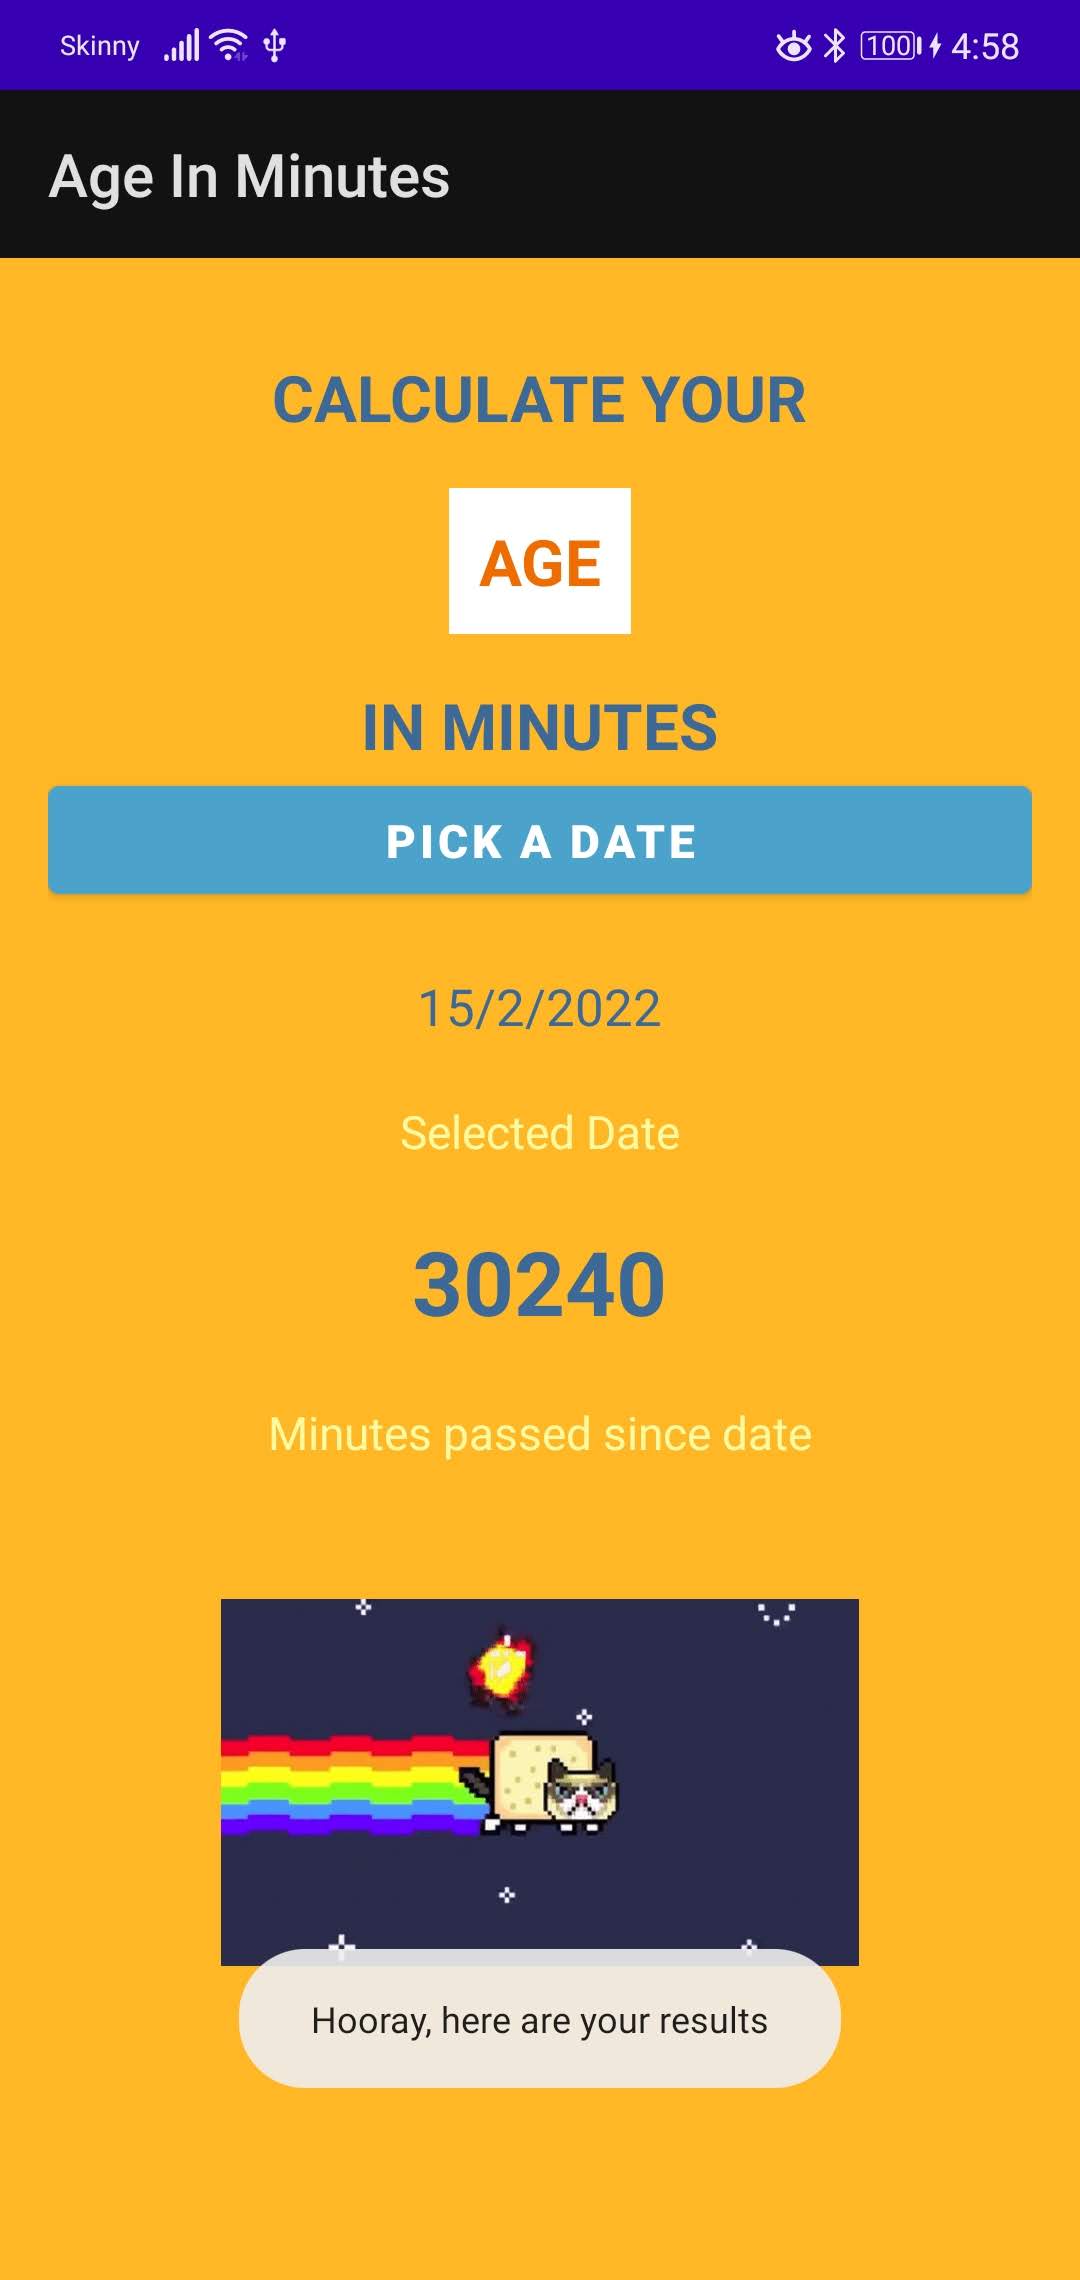 Skinny
100 4:58
Age In Minutes
CALCULATE YOUR
AGE
IN MINUTES
PICK A DATE
15/2/2022
Selected Date
30240
Minutes passed since date
Hooray, here are your results